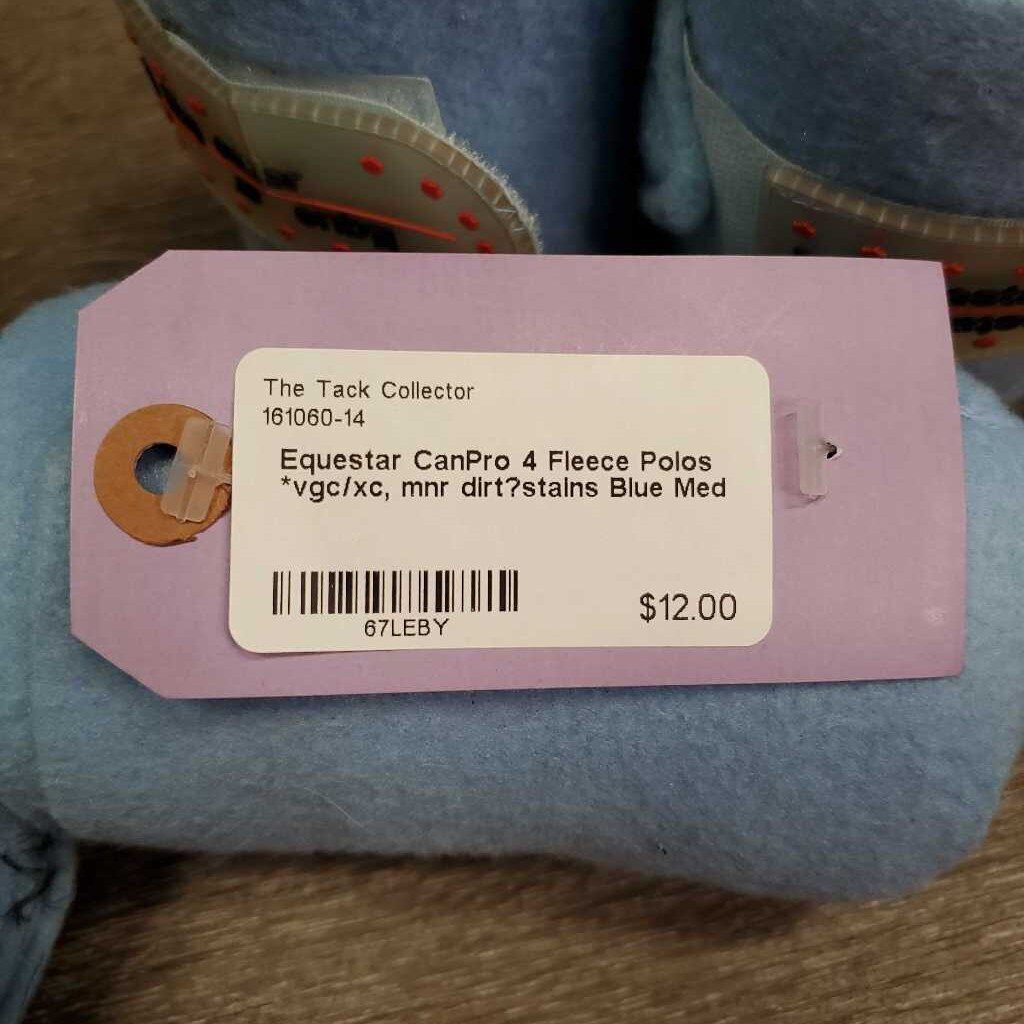 The Tack Collector
161060-14
Equestar CanPro 4 Fleece Polos
*vgc/xc, mnr dirt?stains Blue Med
67LEBY
$12.00